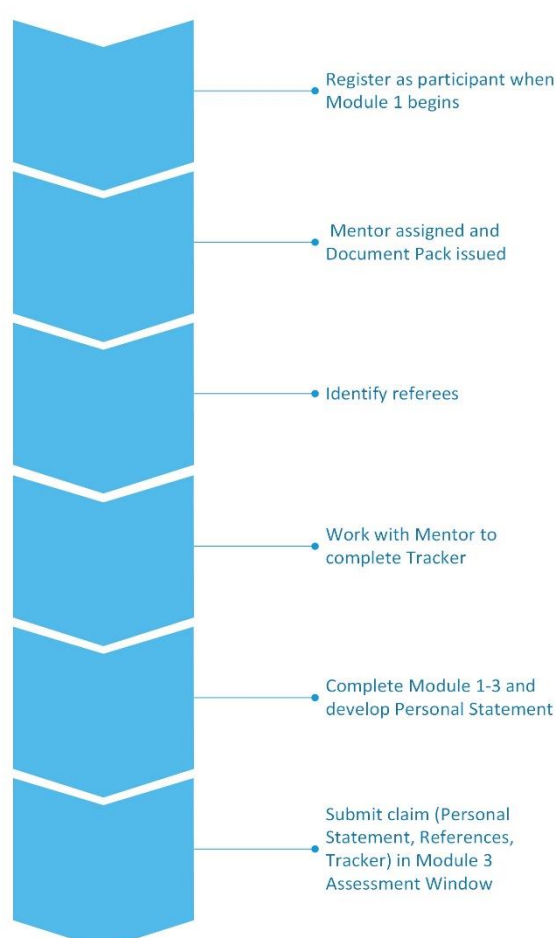 Register as participant when
Module 1 begins
Mentor assigned and
Document Pack issued
Identify referees
Work with Mentor to
complete Tracker
Complete Module 1-3 and
develop Personal Statement
Submit claim (Personal
Statement, References,
Tracker) in Module 3
Assessment Window